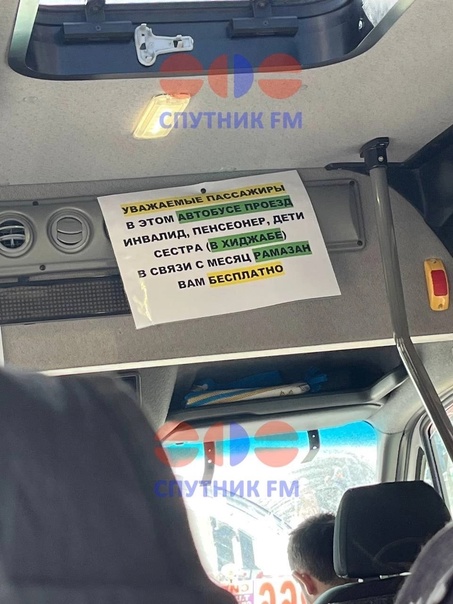 СПУТНИК FM
УВАЖАЕМЫЕ ПАССАЖИРЫ
В ЭТОМ АВТОБУСЕ ПРОЕЗД
ИНВАЛИД, ПЕНСЕОНЕР, ДЕТИ
СЕСТРА (В ХИДЖАБЕ)
В СВЯЗИ С МЕСЯЦ РАМАЗАН
ВАМ БЕСПЛАТНО
СПУТНИК FM